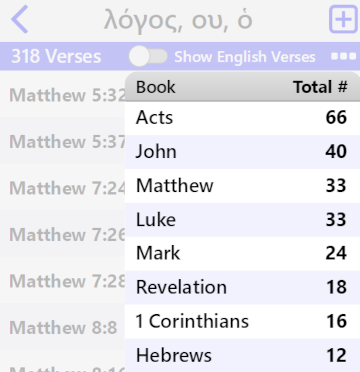 λόγος, ου, ὁ
318 Verses Show English Verses
Matthew 5:32
Matthew 5:37
Matthew 7:24
Matthew 7:26
Matthew 7:28
Matthew 8:8
Book Total #
Acts 66
John 40
Matthew 33
Luke 33
Mark 24
Revelation 18
1 Corinthians 16
Hebrews 12